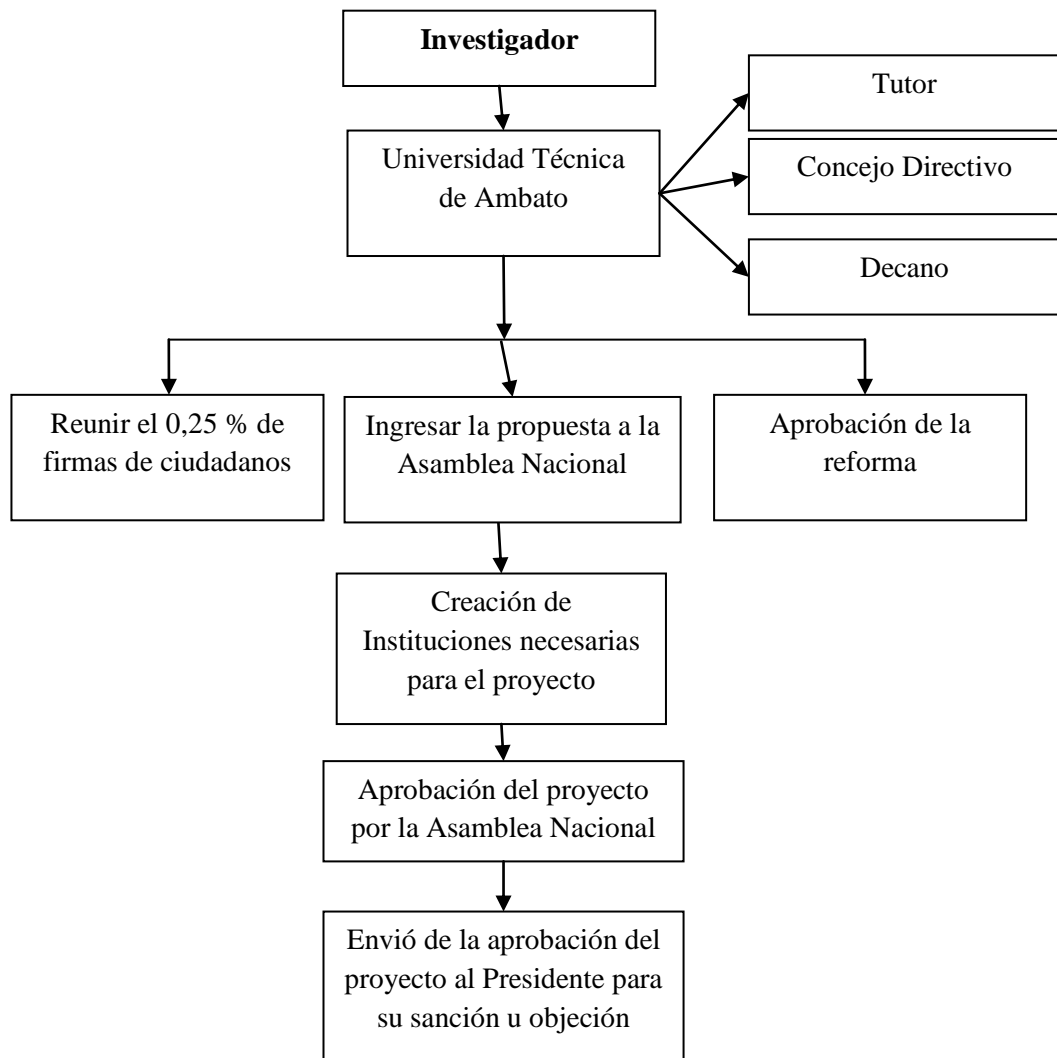 Investigador
Tutor
Universidad Técnica
de Ambato
Concejo Directivo
Decano
Reunir el 0,25 % de
firmas de ciudadanos
Ingresar la propuesta a la
Asamblea Nacional
Aprobación de la
reforma
Creación de
Instituciones necesarias
para el proyecto
Aprobación del proyecto
por la Asamblea Nacional
Envió de la aprobación del
proyecto al Presidente para
su sanción u objeción